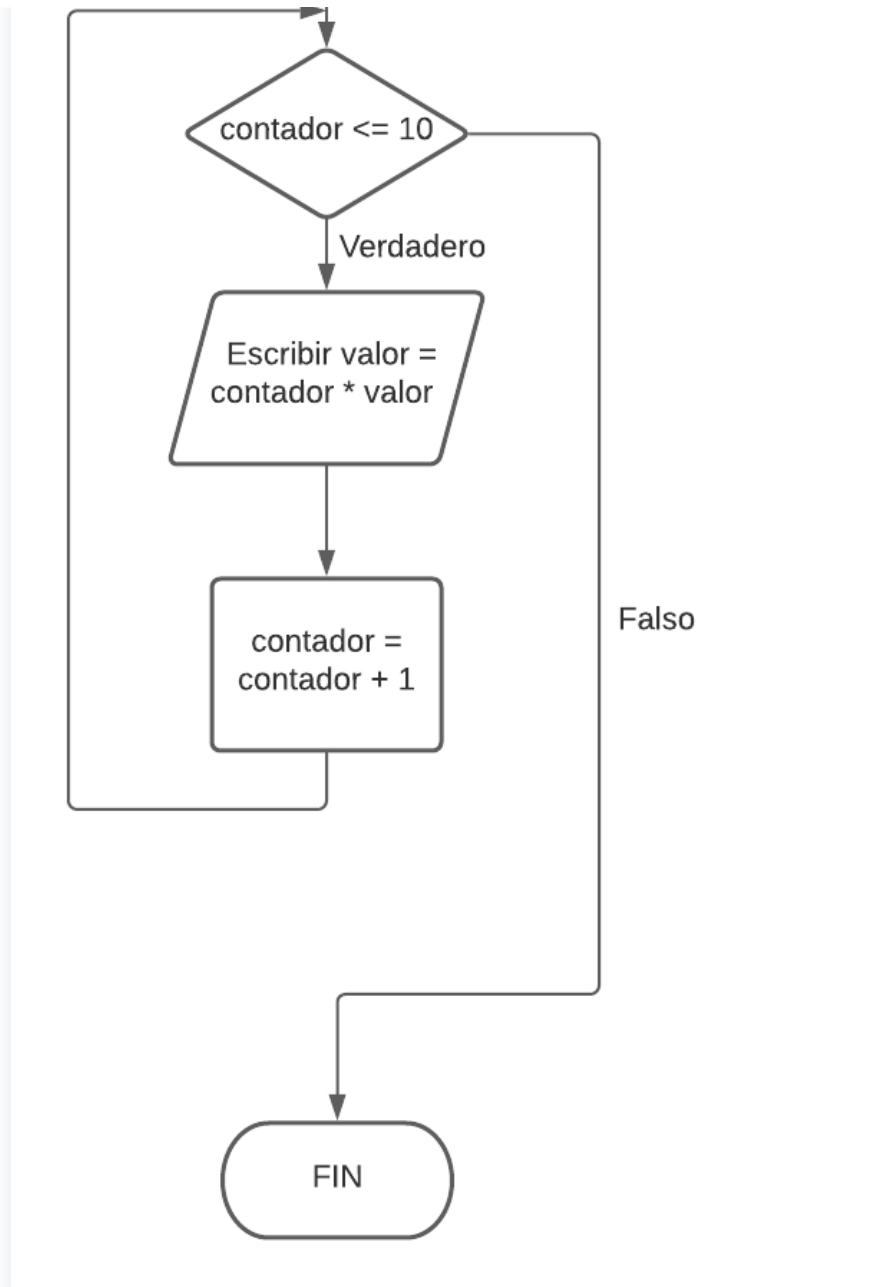 contador <= 10
Verdadero
Escribir valor =
contador * valor
contador =
contador + 1
Falso
FIN